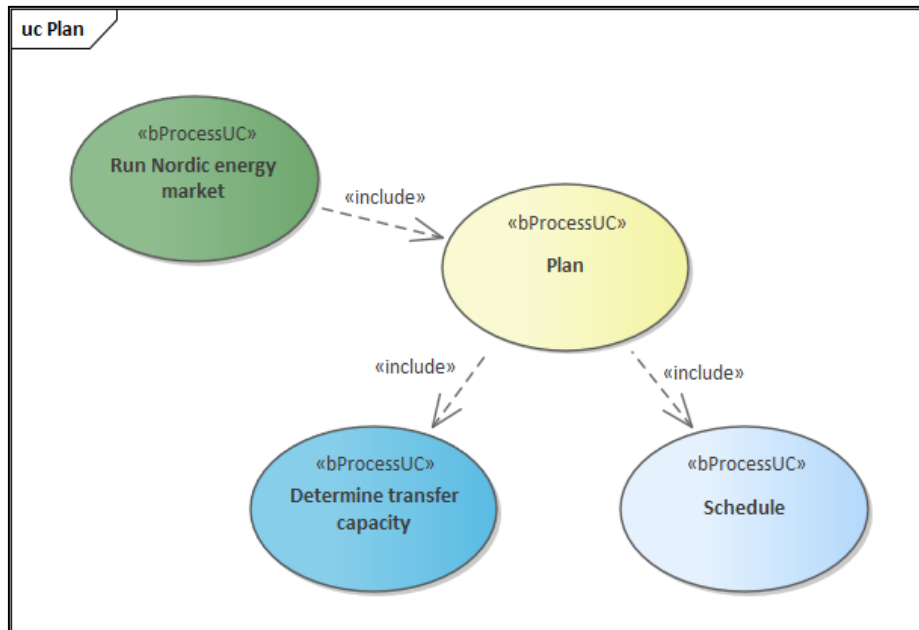 uc Plan
«bProcessUC»
Run Nordic energy
market
«include»
«bProcessUC»
Plan
«include»
«include»
«bProcessUC»
Determine transfer
capacity
«bProcessUC»
Schedule